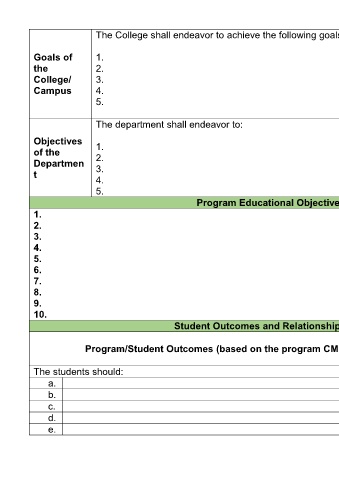 The College shall endeavor to achieve the following goals
Goals of
the
College/
Campus
1.
2.
3.
4.
5.
The department shall endeavor to:
Objectives
of the
Departmen
t
1.
2.
3.
4.
5.
Program Educational Objective
1.
2.
3.
4.
5.
6.
7.
8.
9.
10.
Student Outcomes and Relationship
Program/Student Outcomes (based on the program CM
The students should:
a.
b.
c.
d.
e.